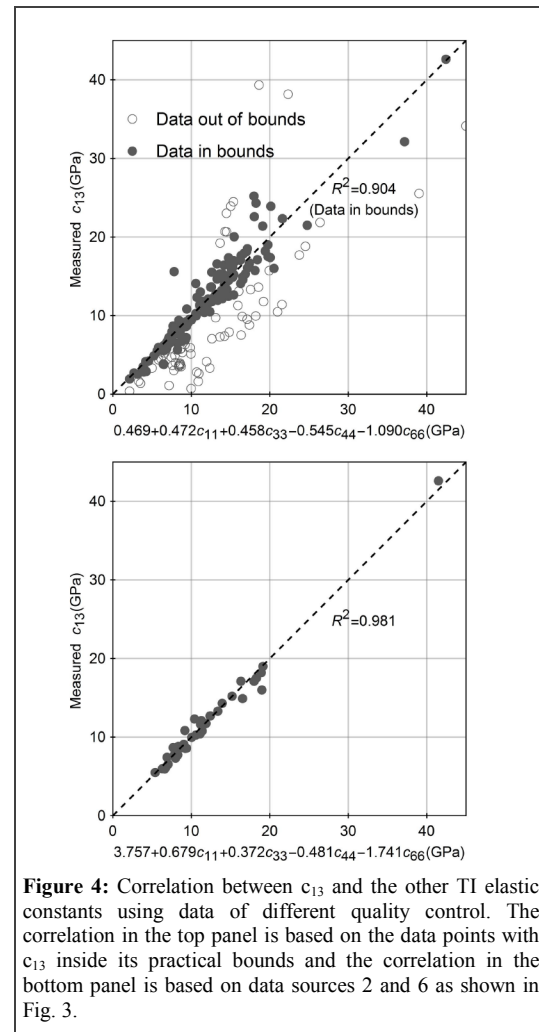 40
30
20
10
0
Measured c13(GPa)
Data out of bounds
Data in bounds
R²=0.904
(Data in bounds)
0 10 20 30 40
0.469+0.472c11+0.458c33−0.545c44−1.090c66(GPa)
40
30
20
10
0
Measured c13(GPa)
R²=0.981
0 10 20 30 40
3.757+0.679c11+0.372c33−0.481c44−1.741c66(GPa)
Figure 4: Correlation between c13 and the other TI elastic
constants using data of different quality control. The
correlation in the top panel is based on the data points with
c13 inside its practical bounds and the correlation in the
bottom panel is based on data sources 2 and 6 as shown in
Fig. 3.